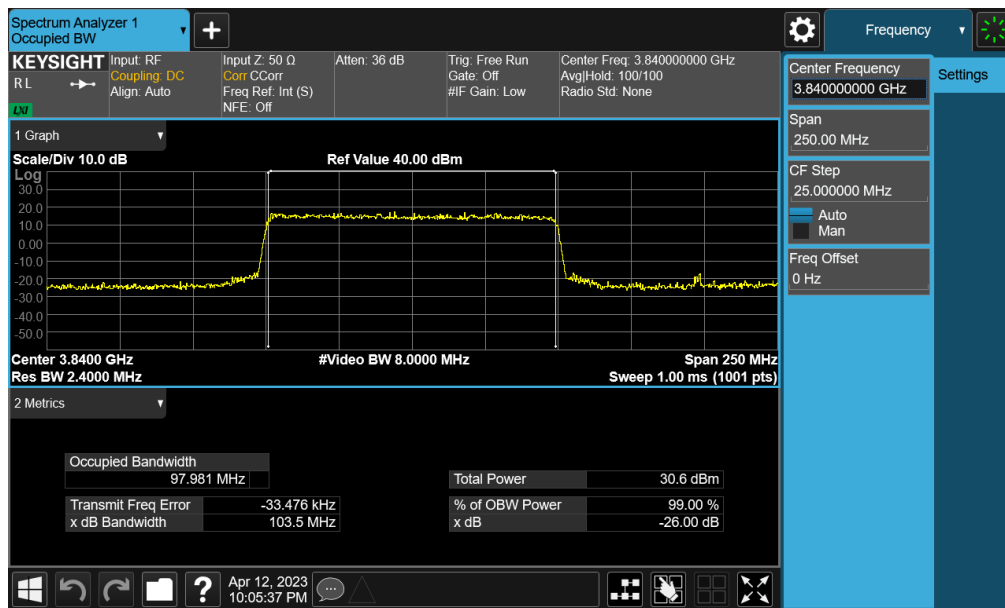 Spectrum Analyzer 1
Occupied BW
Frequency
KEYSIGHT
R L
LXI
Input: RF
Coupling: DC
Align: Auto
Input Z: 50 Ω
Corr CCorr
Freq Ref: Int (S)
NFE: Off
Atten: 36 dB
Trig: Free Run
Gate: Off
#IF Gain: Low
Center Freq: 3.840000000 GHz
Avg|Hold: 100/100
Radio Std: None
Center Frequency
3.840000000 GHz
Settings
Span
250.00 MHz
CF Step
25.000000 MHz
Auto
Man
Freq Offset
0 Hz
1 Graph
Scale/Div 10.0 dB
Ref Value 40.00 dBm
Log
30.0
20.0
10.0
0.00
-10.0
-20.0
-30.0
-40.0
-50.0
Center 3.8400 GHz
#Video BW 8.0000 MHz
Span 250 MHz
Res BW 2.4000 MHz
Sweep 1.00 ms (1001 pts)
2 Metrics
Occupied Bandwidth
97.981 MHz
Total Power 30.6 dBm
Transmit Freq Error -33.476 kHz
% of OBW Power 99.00 %
x dB Bandwidth 103.5 MHz
x dB -26.00 dB
?
Apr 12, 2023
10:05:37 PM